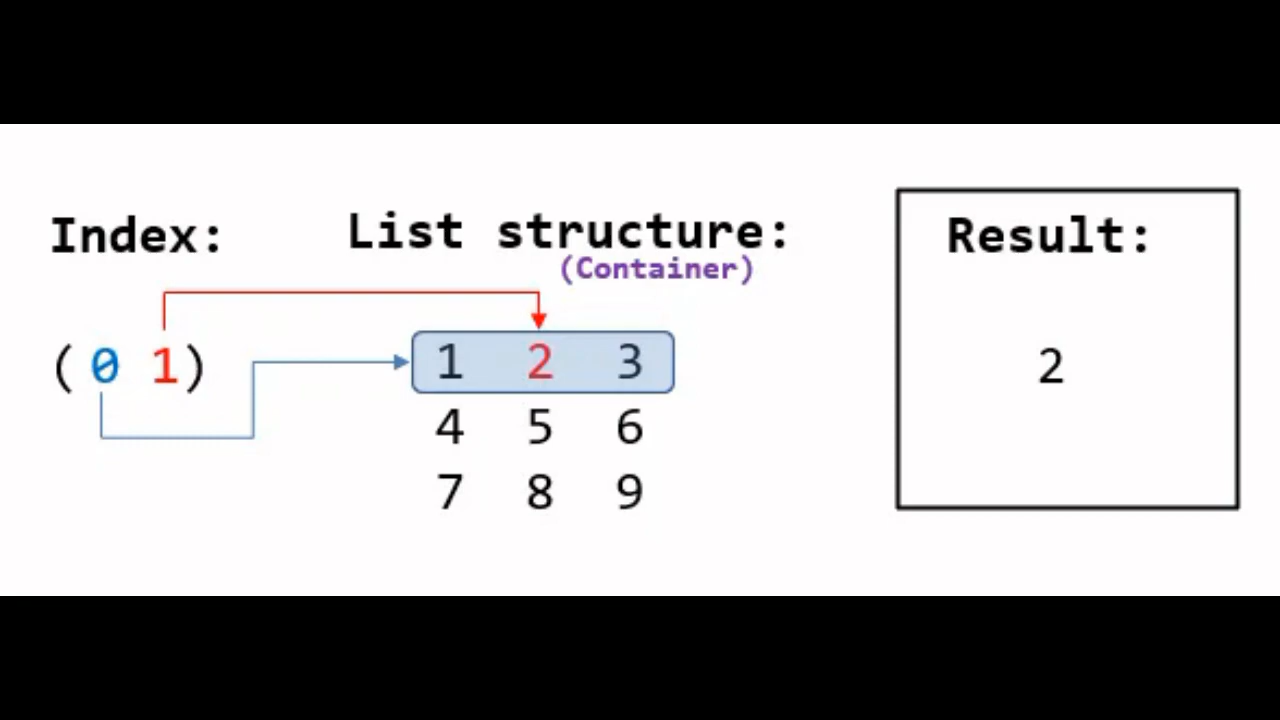 Index: List structure: Result:
(Container)
(0 1) 1 2 3 2
4 5 6
7 8 9